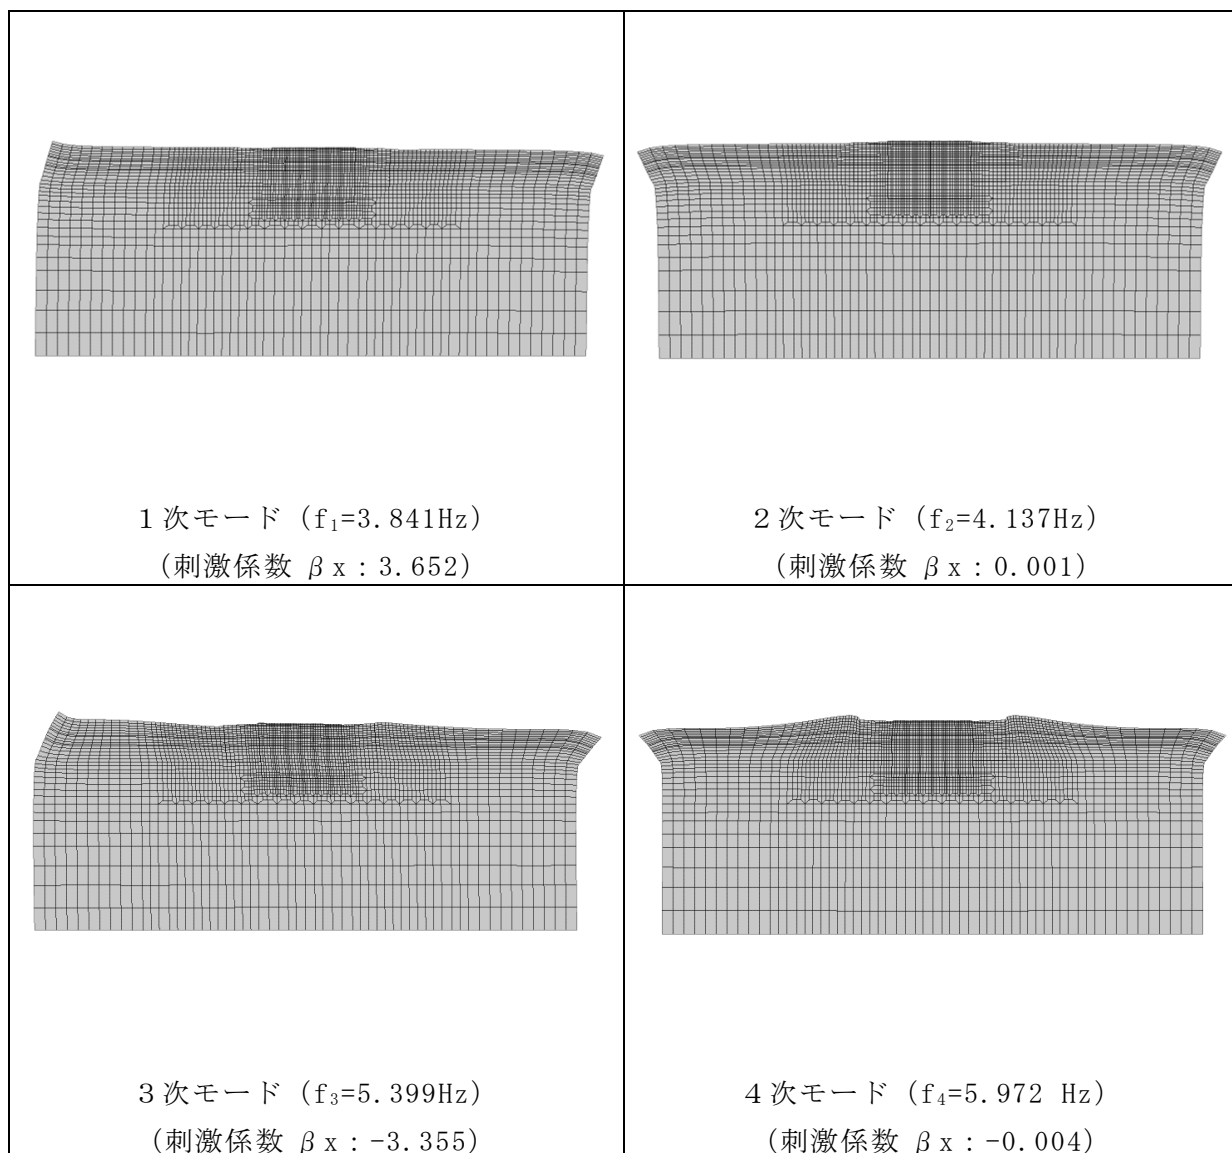 1次モード (f₁=3.841Hz)
(刺激係数 βx：3.652)
2次モード (f₂=4.137Hz)
(刺激係数 βx：0.001)
3次モード (f₃=5.399Hz)
(刺激係数 βx：-3.355)
4次モード (f₄=5.972 Hz)
(刺激係数 βx：-0.004)